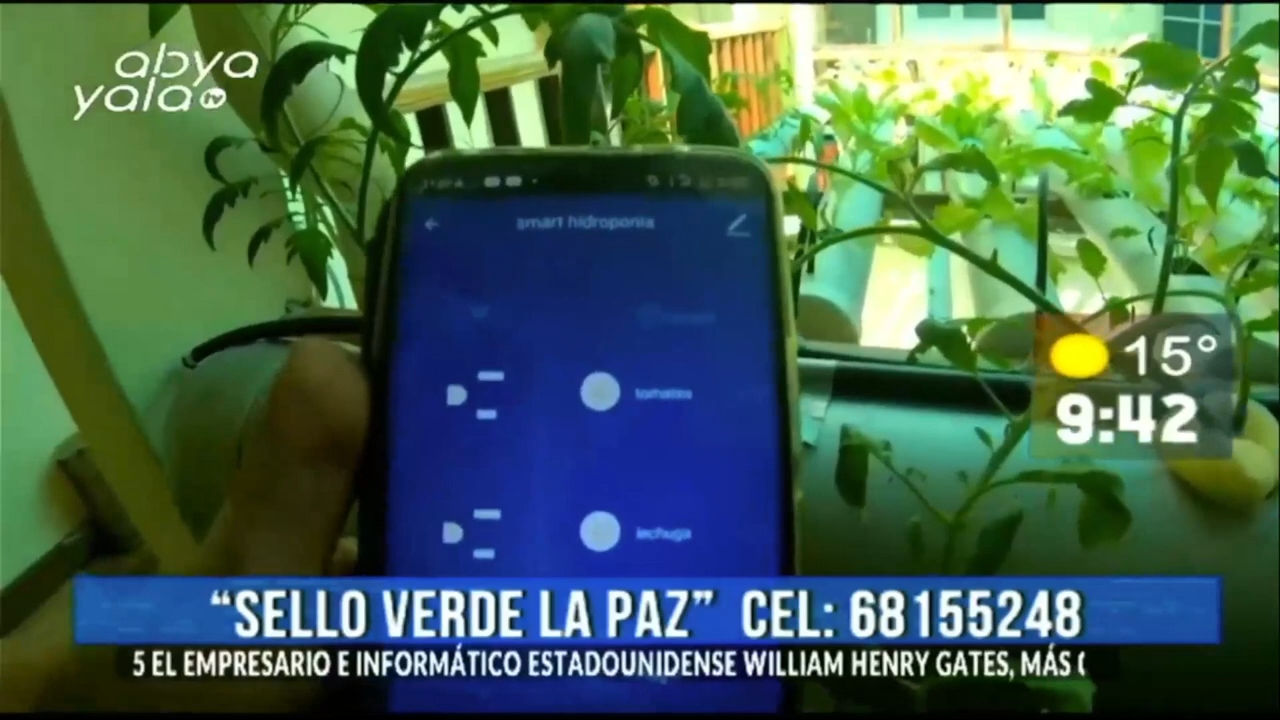 abya
yala tv
smart hidroponia
tomates
lechuga
15°
9:42
“SELLO VERDE LA PAZ” CEL: 68155248
5 EL EMPRESARIO E INFORMÁTICO ESTADOUNIDENSE WILLIAM HENRY GATES, MÁS